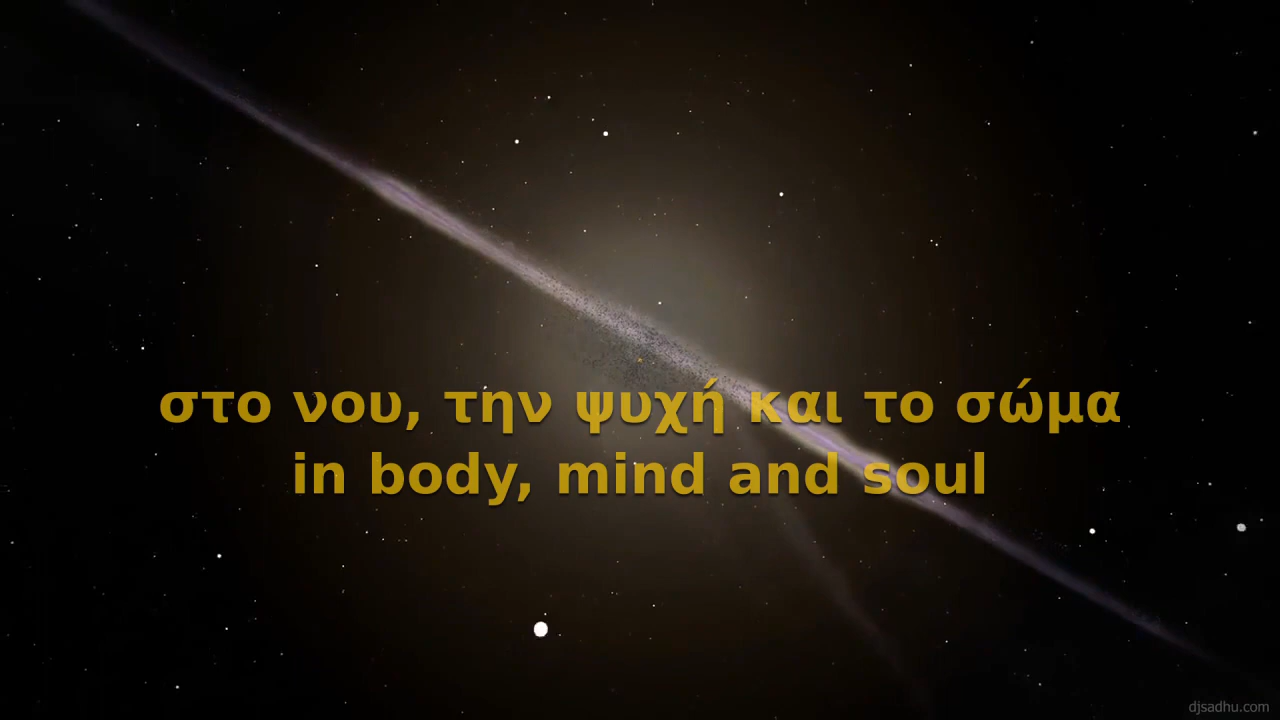 στο νου, την ψυχή και το σώμα
in body, mind and soul
djsadhu.com